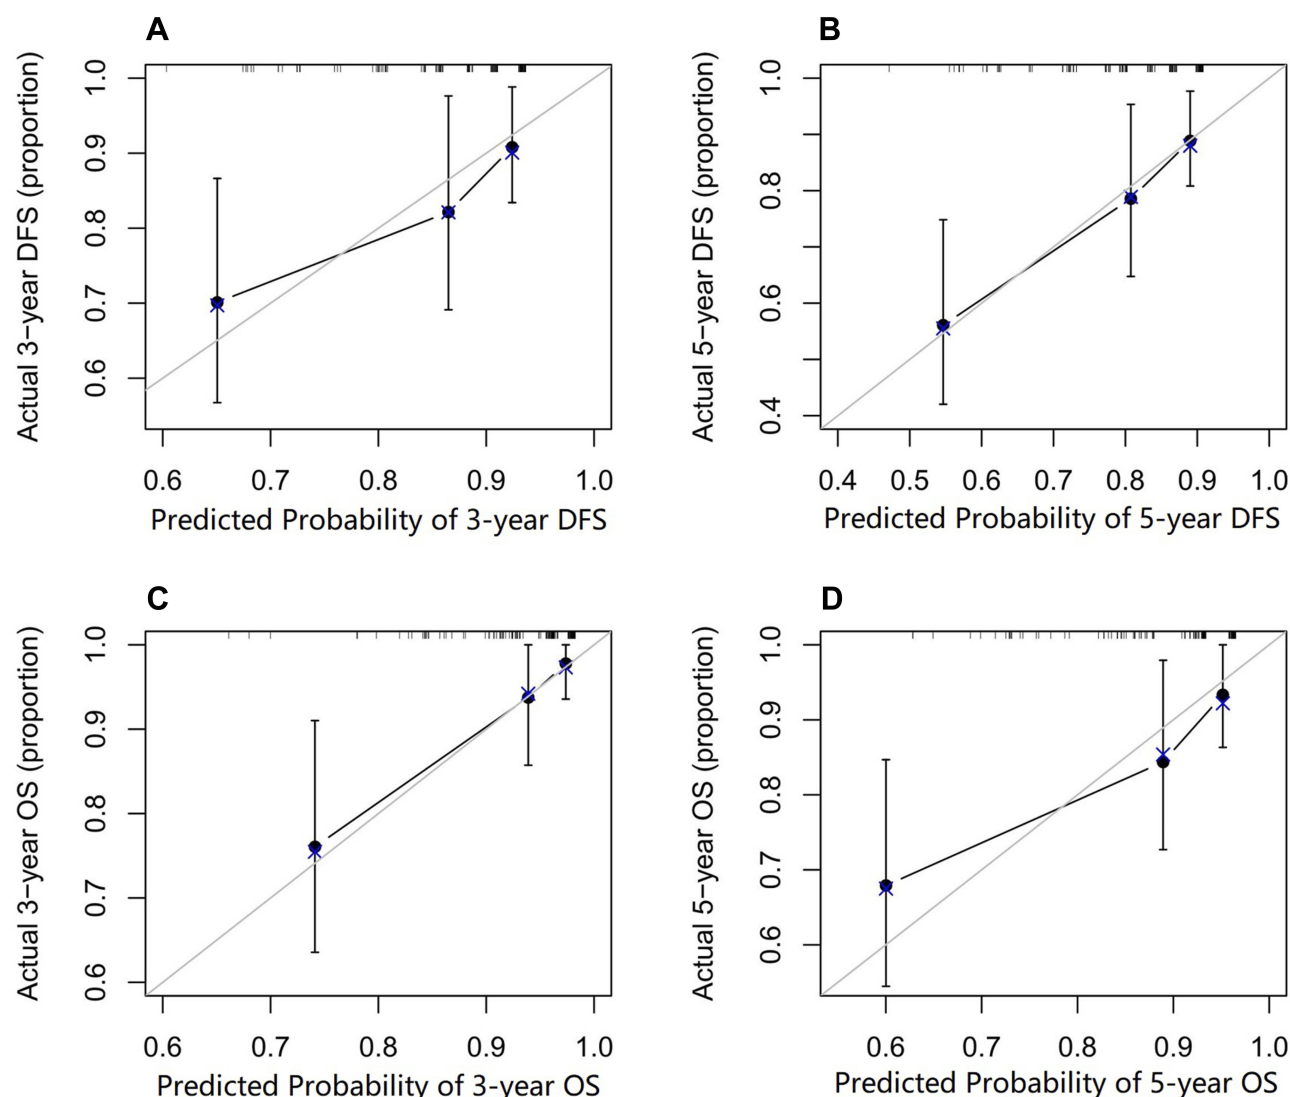 A
Actual 3−year DFS (proportion)
1.0
0.9
0.8
0.7
0.6
0.6 0.7 0.8 0.9 1.0
Predicted Probability of 3-year DFS
B
Actual 5−year DFS (proportion)
1.0
0.8
0.6
0.4
0.4 0.5 0.6 0.7 0.8 0.9 1.0
Predicted Probability of 5-year DFS
C
Actual 3−year OS (proportion)
1.0
0.9
0.8
0.7
0.6
0.6 0.7 0.8 0.9 1.0
Predicted Probability of 3-year OS
D
Actual 5−year OS (proportion)
1.0
0.9
0.8
0.7
0.6
0.6 0.7 0.8 0.9 1.0
Predicted Probability of 5-year OS